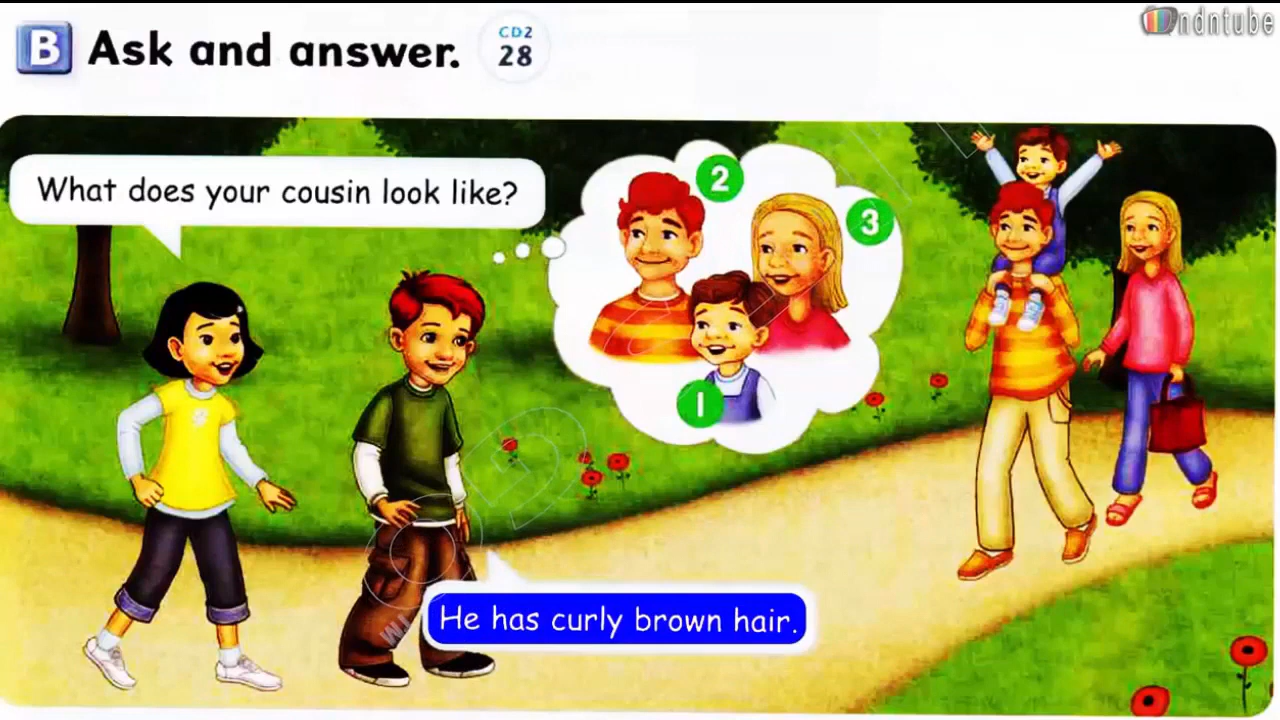 B Ask and answer. CD2 28
ndntube
What does your cousin look like?
2
3
1
He has curly brown hair.